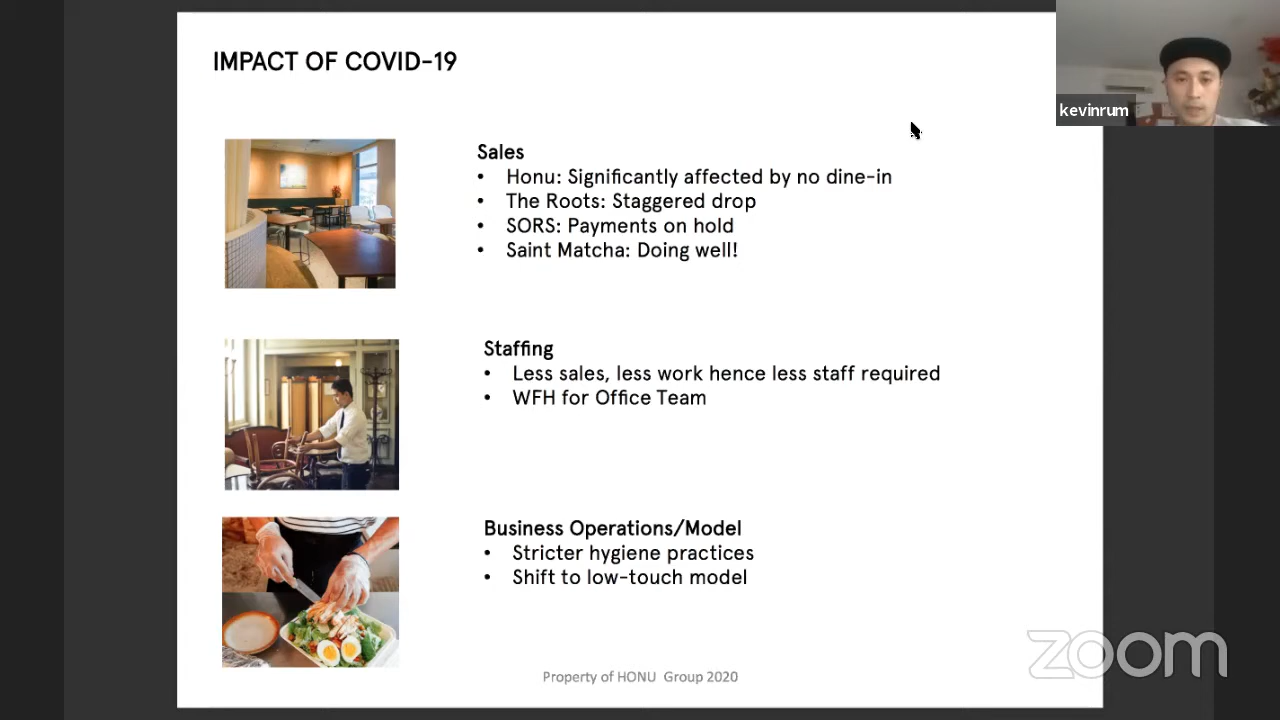 IMPACT OF COVID-19
kevinrum
Sales
• Honu: Significantly affected by no dine-in
• The Roots: Staggered drop
• SORS: Payments on hold
• Saint Matcha: Doing well!
Staffing
• Less sales, less work hence less staff required
• WFH for Office Team
Business Operations/Model
• Stricter hygiene practices
• Shift to low-touch model
zoom
Property of HONU Group 2020